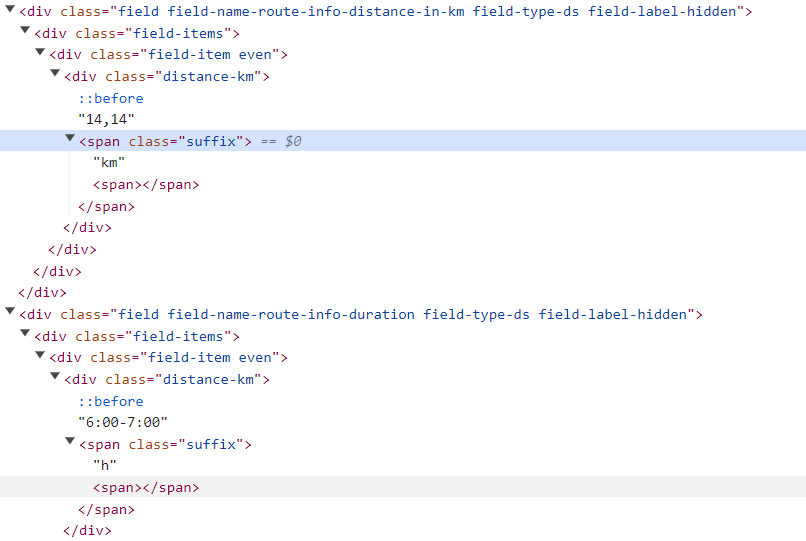 <div class="field field-name-route-info-distance-in-km field-type-ds field-label-hidden">
<div class="field-items">
<div class="field-item even">
<div class="distance-km">
::before
"14,14"
<span class="suffix"> == $0
"km"
<span></span>
</span>
</div>
</div>
</div>
</div>
<div class="field field-name-route-info-duration field-type-ds field-label-hidden">
<div class="field-items">
<div class="field-item even">
<div class="distance-km">
::before
"6:00-7:00"
<span class="suffix">
"h"
<span></span>
</span>
</div>